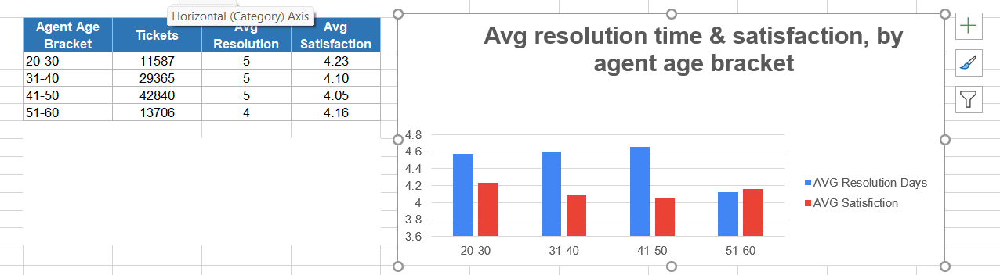 Horizontal (Category) Axis
Agent Age Bracket
Tickets
Avg Resolution
Avg Satisfaction
20-30 11587 5 4.23
31-40 29365 5 4.10
41-50 42840 5 4.05
51-60 13706 4 4.16
Avg resolution time & satisfaction, by
agent age bracket
4.8
4.6
4.4
4.2
4
3.8
3.6
20-30 31-40 41-50 51-60
AVG Resolution Days
AVG Satisfiction